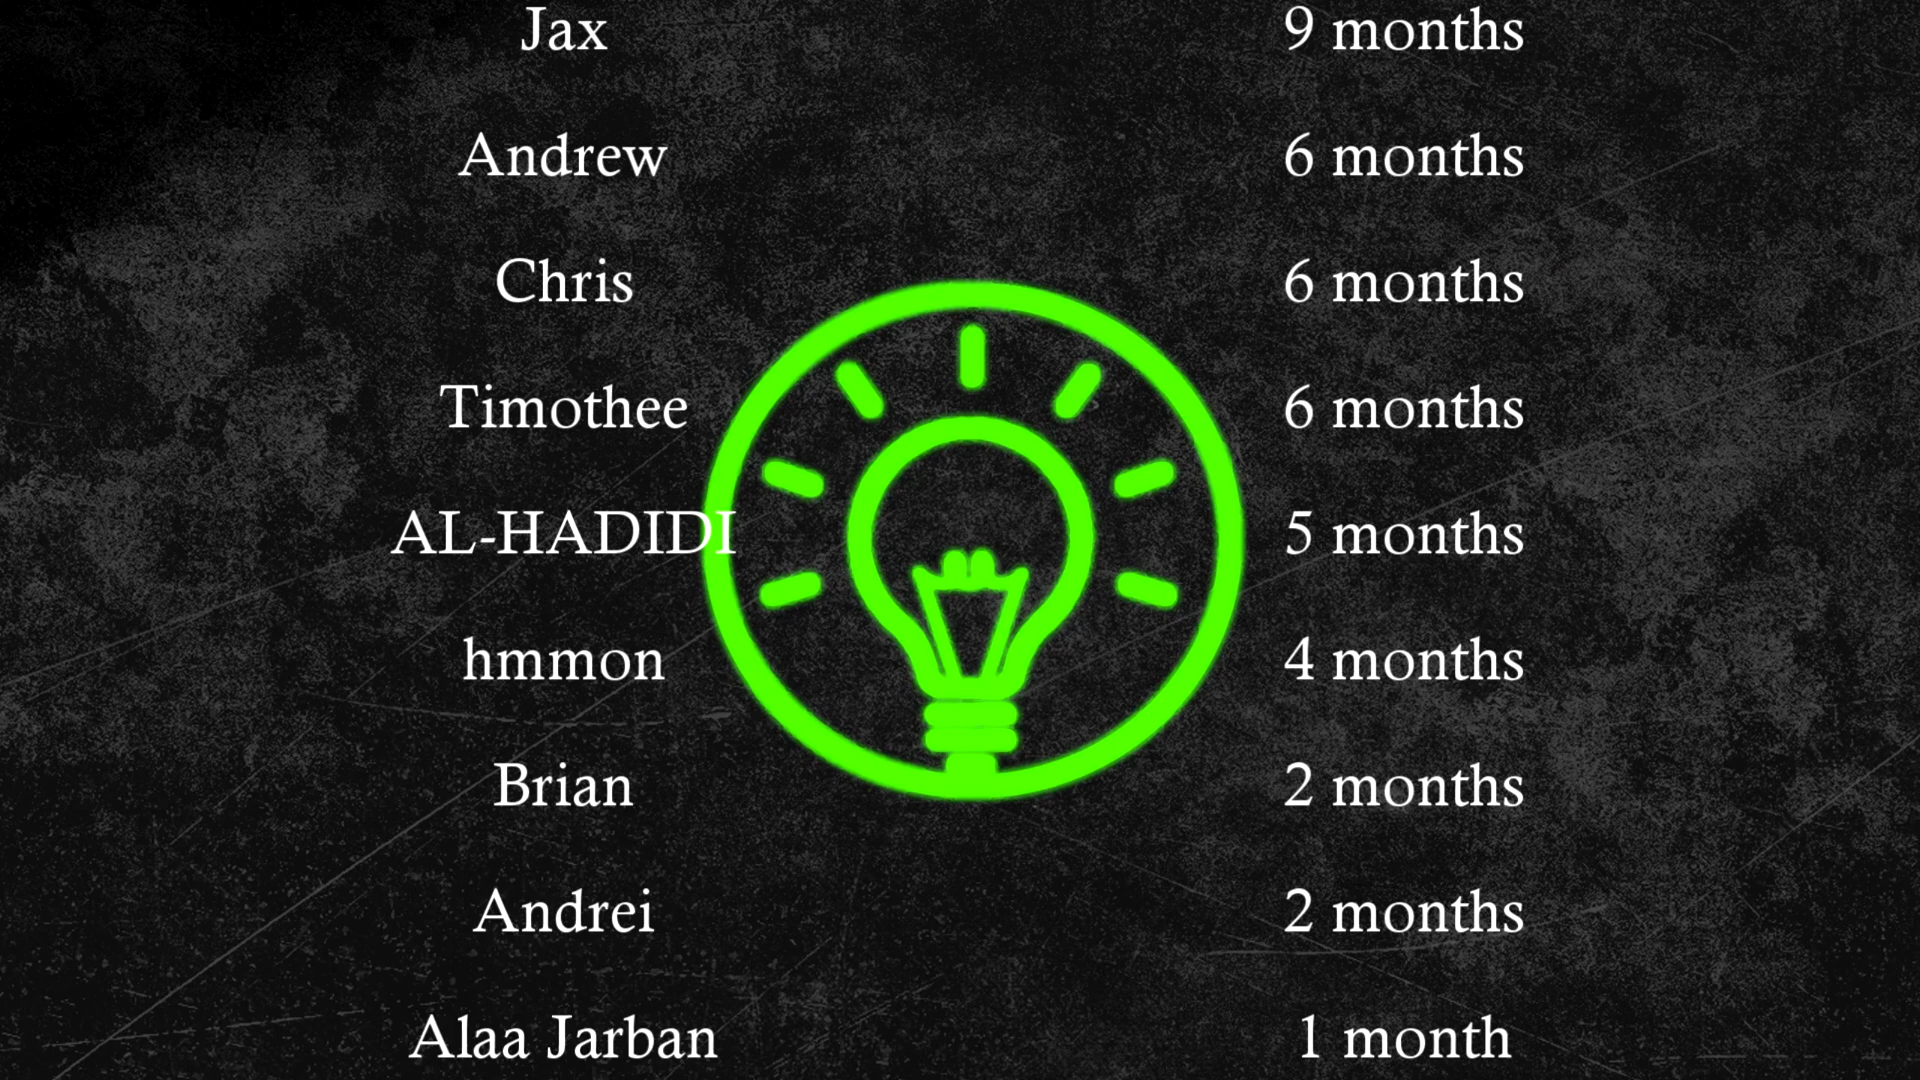 Jax 9 months
Andrew 6 months
Chris 6 months
Timothee 6 months
AL-HADIDI 5 months
hmmon 4 months
Brian 2 months
Andrei 2 months
Alaa Jarban 1 month